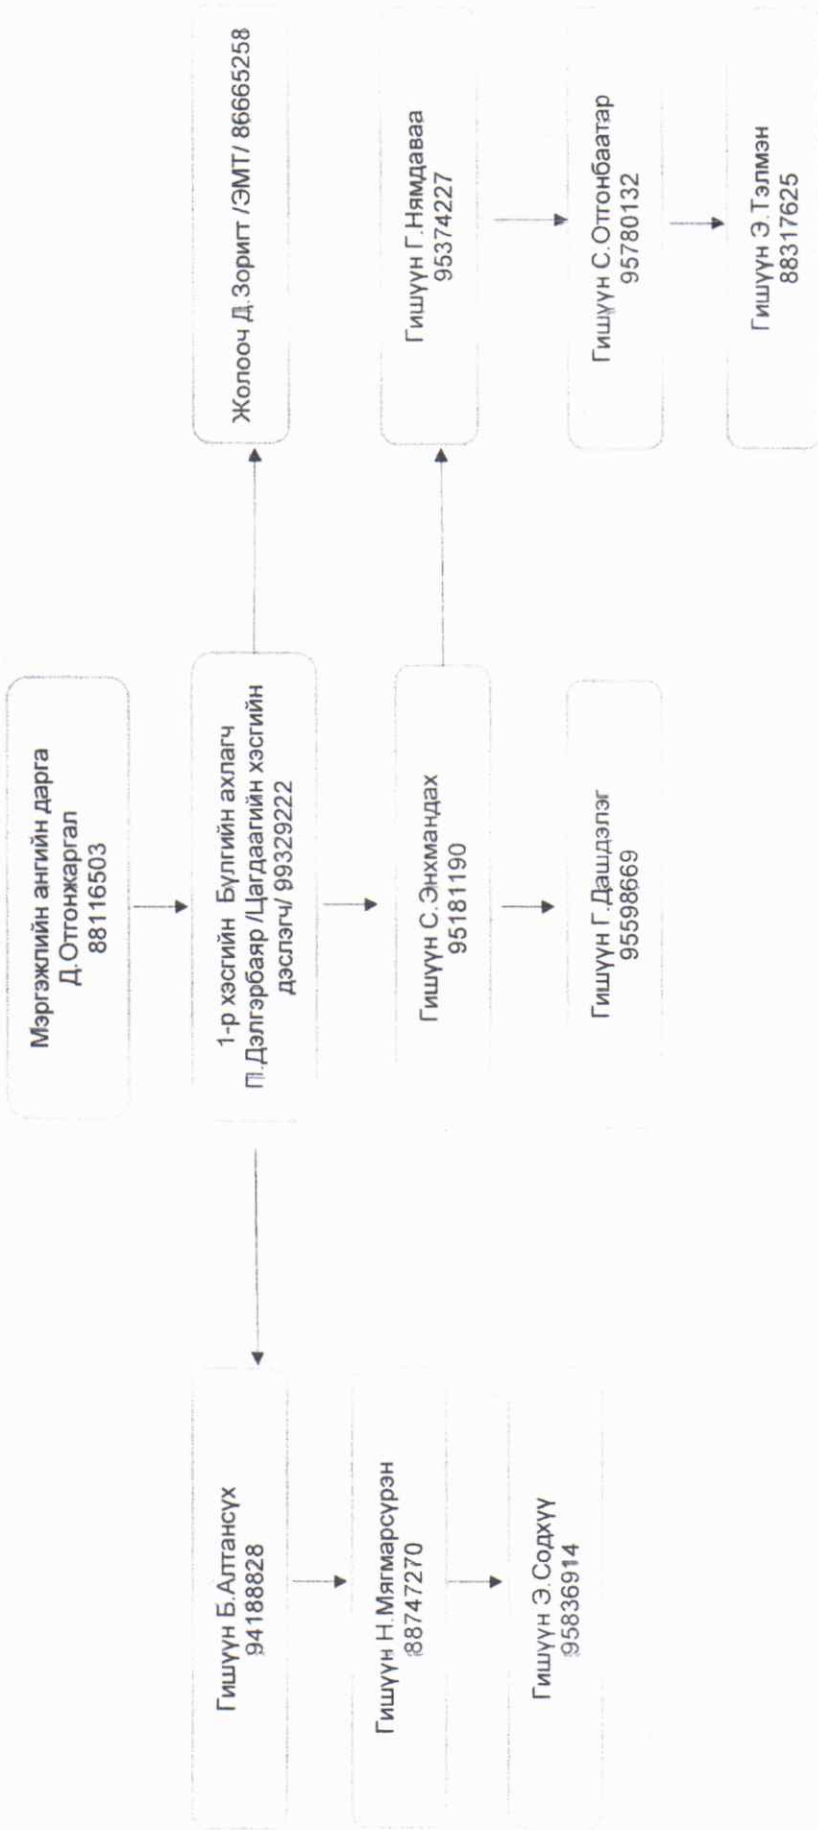 Мэргэжлийн ангийн дарга
Д.Отгонжаргал
88116503
1-р хэсгийн Бүлгийн ахлагч
П.Дэлгэрбаяр /Цагдаагийн хэсгийн
дэслэгч/ 99329222
Жолооч Д.Зоригт /ЭМТ/ 86665258
Гишүүн Б.Алтансүх
94188828
Гишүүн Н.Мягмарсүрэн
88747270
Гишүүн Э.Содхүү
95836914
Гишүүн С.Энхмандах
95181190
Гишүүн Г.Дашдэлэг
95598669
Гишүүн Г.Нямдаваа
95374227
Гишүүн С.Отгонбаатар
95780132
Гишүүн Э.Тэлмэн
88317625